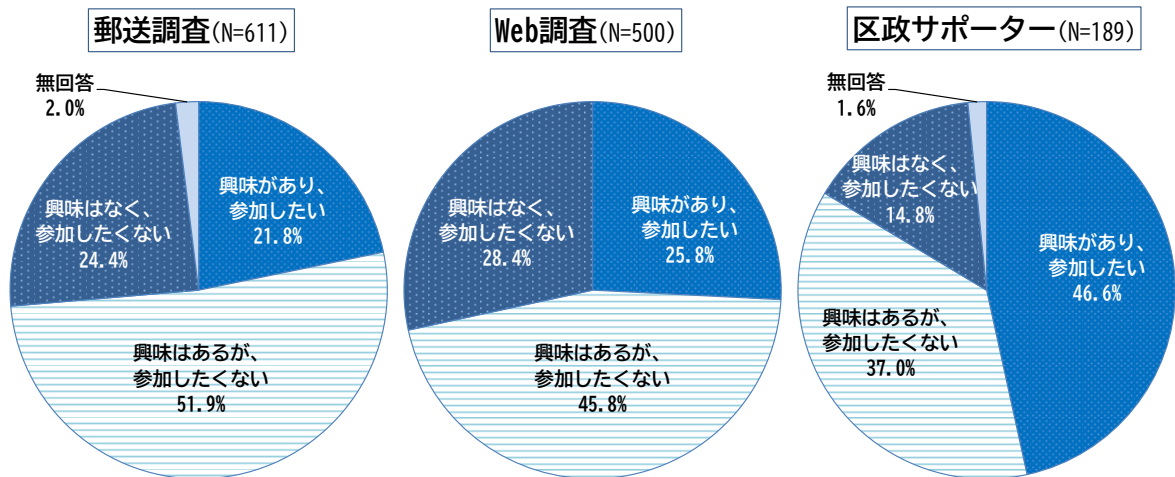 郵送調査(N=611)
無回答
2.0%
興味があり、
参加したい
21.8%
興味はなく、
参加したくない
24.4%
興味はあるが、
参加したくない
51.9%
Web調査(N=500)
興味があり、
参加したい
25.8%
興味はなく、
参加したくない
28.4%
興味はあるが、
参加したくない
45.8%
区政サポーター(N=189)
無回答
1.6%
興味はなく、
参加したくない
14.8%
興味があり、
参加したい
46.6%
興味はあるが、
参加したくない
37.0%